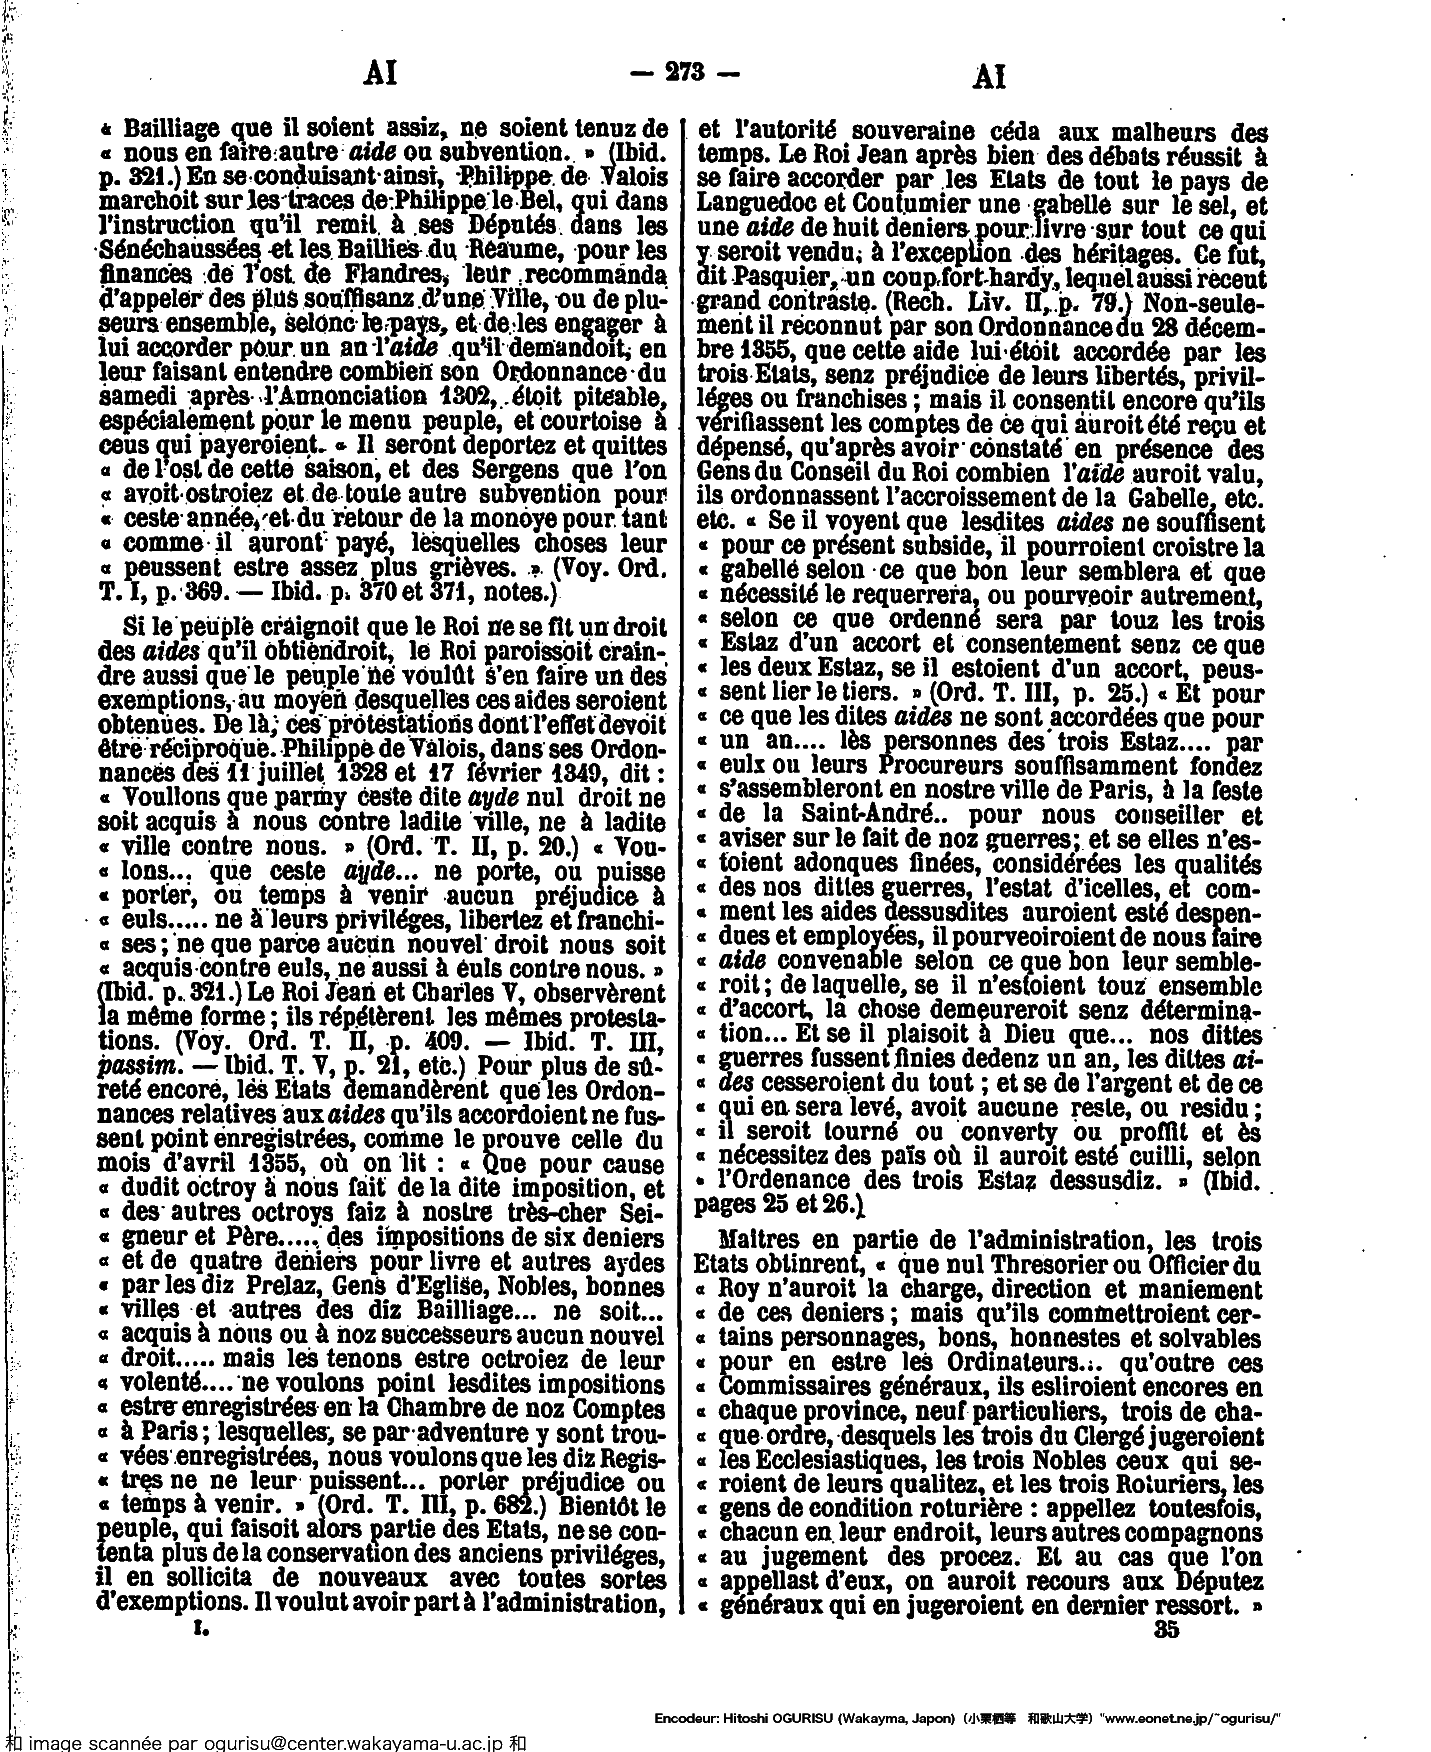 AI
— 273 —
AI
« Bailliage que il soient assiz, ne soient tenuz de
« nous en faire autre aide ou subvention. » (Ibid.
p. 321.) En se conduisant ainsi, Philippe de Valois
marchoit sur les traces de Philippe le Bel, qui dans
l'instruction qu'il remit à ses Députés dans les
Sénéchaussées et les Baillies du Réaume, pour les
finances de l'ost de Flandres, leur recommanda
d'appeler des plus souffisanz d'une Ville, ou de plu-
seurs ensemble, selonc le pays, et de les engager à
lui accorder pour un an l'aide qu'il demandoit, en
leur faisant entendre combien son Ordonnance du
samedi après l'Annonciation 1302, étoit piteable,
espécialement pour le menu peuple, et courtoise à
ceus qui payeroient. « Il seront deportez et quittes
« de l'ost de cette saison, et des Sergens que l'on
« avoit ostroiez et de toute autre subvention pour
« ceste année, et du retour de la monoye pour tant
« comme il auront payé, lesquelles choses leur
« peussent estre assez plus grièves. » (Voy. Ord.
T. I, p. 369. — Ibid. p. 370 et 371, notes.)
Si le peuple craignoit que le Roi ne se fit un droit
des aides qu'il obtiendroit, le Roi paroissoit crain-
dre aussi que le peuple ne voulût s'en faire un des
exemptions, au moyen desquelles ces aides seroient
obtenues. De là, ces protestations dont l'effet devoit
être réciproque. Philippe de Valois, dans ses Ordon-
nances des 11 juillet 1328 et 17 février 1349, dit :
« Voullons que parmy ceste dite ayde nul droit ne
soit acquis à nous contre ladite ville, ne à ladite
« ville contre nous. » (Ord. T. II, p. 20.) « Vou-
« lons... que ceste ayde... ne porte, ou puisse
« porter, ou temps à venir aucun préjudice à
« euls..... ne à leurs priviléges, libertez et franchi-
« ses ; ne que parce aucun nouvel droit nous soit
« acquis contre euls, ne aussi à euls contre nous. »
(Ibid. p. 321.) Le Roi Jean et Charles V, observèrent
la même forme ; ils répétèrent les mêmes protesta-
tions. (Voy. Ord. T. II, p. 409. — Ibid. T. III,
passim. — Ibid. T. V, p. 21, etc.) Pour plus de sû-
reté encore, les Etats demandèrent que les Ordon-
nances relatives aux aides qu'ils accordoient ne fus-
sent point enregistrées, comme le prouve celle du
mois d'avril 1355, où on lit : « Que pour cause
« dudit octroy à nous fait de la dite imposition, et
« des autres octroys faiz à nostre très-cher Sei-
« gneur et Père..... des impositions de six deniers
« et de quatre deniers pour livre et autres aydes
« par les diz Prelaz, Gens d'Eglise, Nobles, bonnes
« villes et autres des diz Bailliage... ne soit...
« acquis à nous ou à noz successeurs aucun nouvel
« droit..... mais les tenons estre octroiez de leur
« volenté.... ne voulons point lesdites impositions
« estre enregistrées en la Chambre de noz Comptes
« à Paris ; lesquelles, se par adventure y sont trou-
« vées enregistrées, nous voulons que les diz Regis-
« tres ne ne leur puissent... porter préjudice ou
« temps à venir. » (Ord. T. III, p. 682.) Bientôt le
peuple, qui faisoit alors partie des Etats, ne se con-
tenta plus de la conservation des anciens priviléges,
il en sollicita de nouveaux avec toutes sortes
d'exemptions. Il voulut avoir part à l'administration,
I.
et l'autorité souveraine céda aux malheurs des
temps. Le Roi Jean après bien des débats réussit à
se faire accorder par les Etats de tout le pays de
Languedoc et Coutumier une gabelle sur le sel, et
une aide de huit deniers pour livre sur tout ce qui
y seroit vendu, à l'exception des héritages. Ce fut,
dit Pasquier, un coup fort hardy, lequel aussi receut
grand contraste. (Rech. Liv. II, p. 79.) Non-seule-
ment il reconnut par son Ordonnance du 28 décem-
bre 1355, que cette aide lui étoit accordée par les
trois Etats, senz préjudice de leurs libertés, privil-
léges ou franchises ; mais il consentit encore qu'ils
vérifiassent les comptes de ce qui auroit été reçu et
dépensé, qu'après avoir constaté en présence des
Gens du Conseil du Roi combien l'aide auroit valu,
ils ordonnassent l'accroissement de la Gabelle, etc.
etc. « Se il voyent que lesdites aides ne souffisent
« pour ce présent subside, il pourroient croistre la
« gabelle selon ce que bon leur semblera et que
« nécessité le requerrera, ou pourveoir autrement,
« selon ce que ordenné sera par touz les trois
« Estaz d'un accort et consentement senz ce que
« les deux Estaz, se il estoient d'un accort, peus-
« sent lier le tiers. » (Ord. T. III, p. 25.) « Et pour
« ce que les dites aides ne sont accordées que pour
« un an.... lès personnes des trois Estaz.... par
« eulx ou leurs Procureurs souffisamment fondez
« s'assembleront en nostre ville de Paris, à la feste
« de la Saint-André.. pour nous conseiller et
« aviser sur le fait de noz guerres; et se elles n'es-
« toient adonques finées, considérées les qualités
« des nos dittes guerres, l'estat d'icelles, et com-
« ment les aides dessusdites auroient esté despen-
« dues et employées, il pourveoiroient de nous faire
« aide convenable selon ce que bon leur semble-
« roit ; de laquelle, se il n'estoient touz ensemble
« d'accort, la chose demeureroit senz détermina-
« tion... Et se il plaisoit à Dieu que... nos dittes
« guerres fussent finies dedenz un an, les dittes ai-
« des cesseroient du tout ; et se de l'argent et de ce
« qui en sera levé, avoit aucune reste, ou residu ;
« il seroit tourné ou converty ou proffit et ès
« nécessitez des païs où il auroit esté cuilli, selon
« l'Ordenance des trois Estaz dessusdiz. » (Ibid.
pages 25 et 26.)
Maîtres en partie de l'administration, les trois
Etats obtinrent, « que nul Thresorier ou Officier du
« Roy n'auroit la charge, direction et maniement
« de ces deniers ; mais qu'ils commettroient cer-
« tains personnages, bons, honnestes et solvables
« pour en estre les Ordinateurs... qu'outre ces
« Commissaires généraux, ils esliroient encores en
« chaque province, neuf particuliers, trois de cha-
« que ordre, desquels les trois du Clergé jugeroient
« les Ecclesiastiques, les trois Nobles ceux qui se-
« roient de leurs qualitez, et les trois Roturiers, les
« gens de condition roturière : appellez toutesfois,
« chacun en leur endroit, leurs autres compagnons
« au jugement des procez. Et au cas que l'on
« appellast d'eux, on auroit recours aux Députez
« généraux qui en jugeroient en dernier ressort. »
35
Encodeur: Hitoshi OGURISU (Wakayma, Japon)（小栗栖等 和歌山大学）"www.eonet.ne.jp/~ogurisu/"
和 image scannée par ogurisu@center.wakayama-u.ac.jp 和